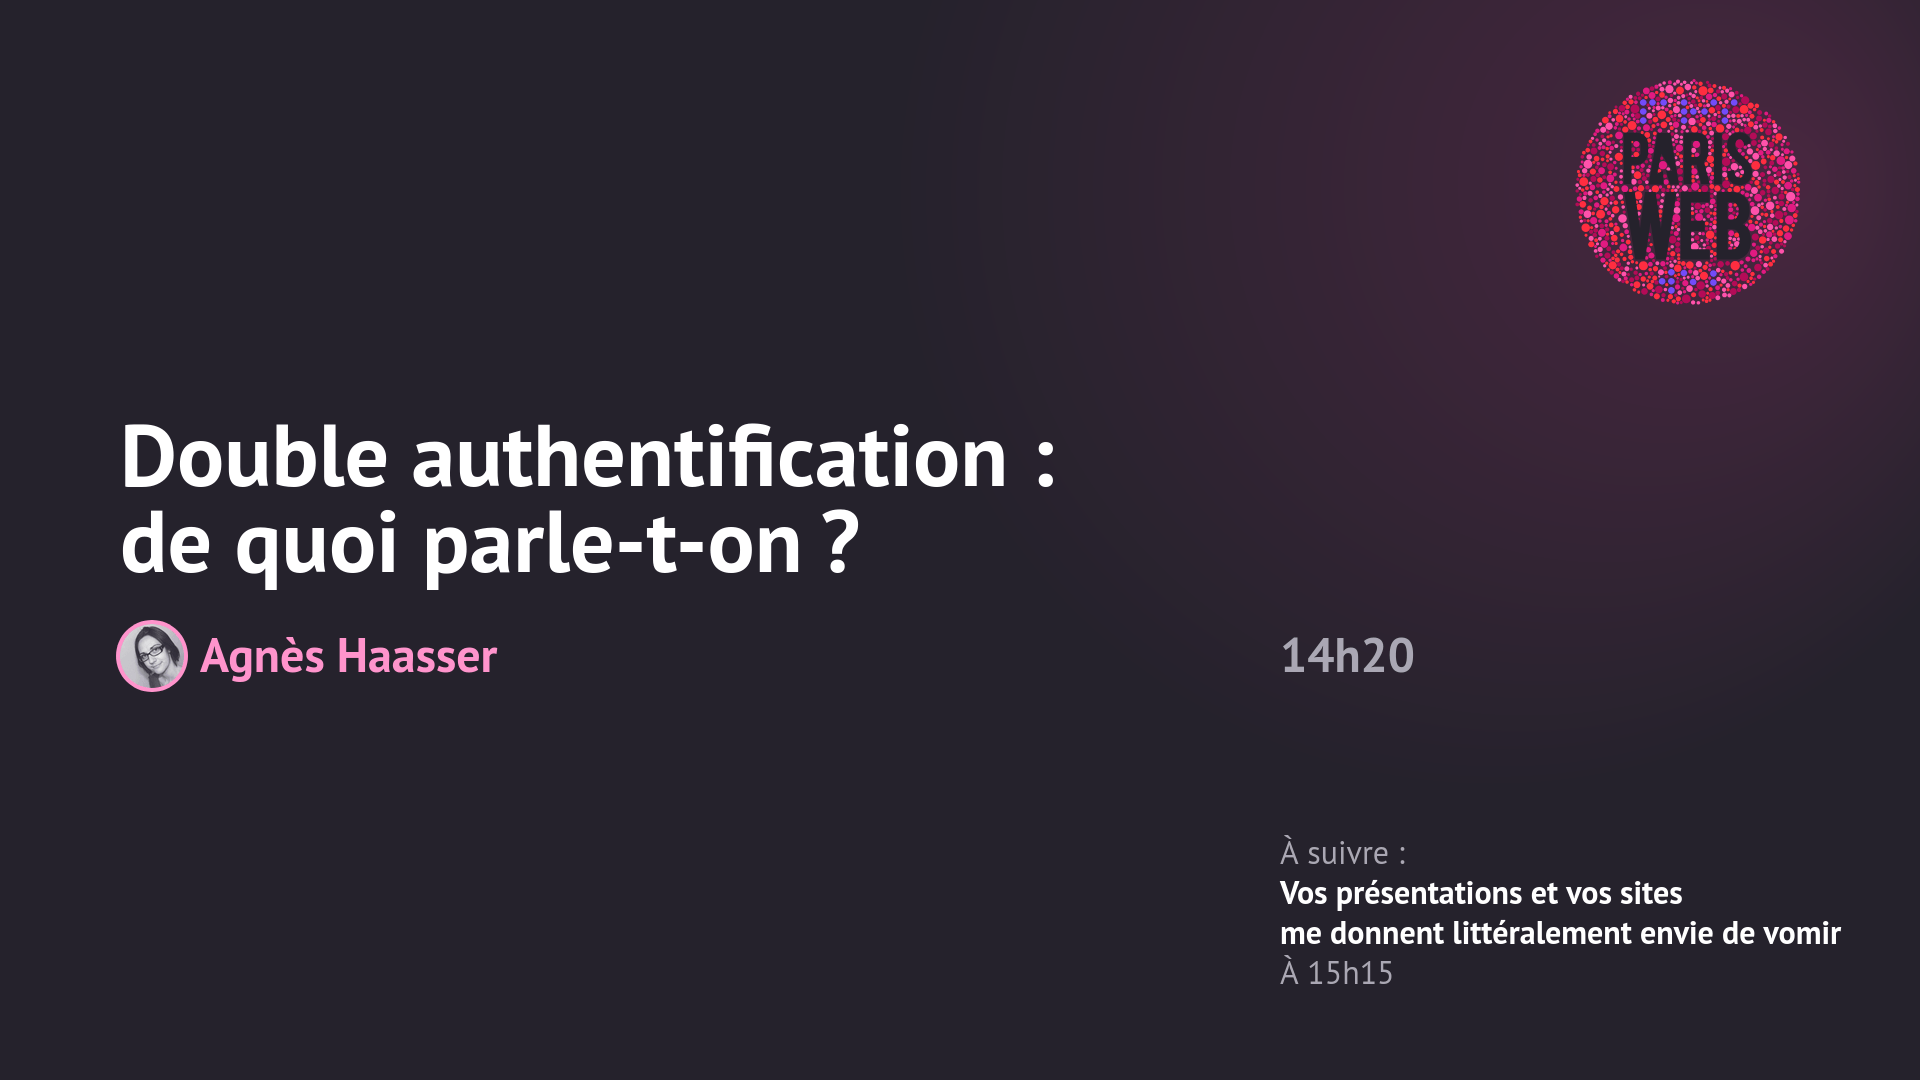 PARIS
WEB
Double authentification :
de quoi parle-t-on ?
Agnès Haasser
14h20
À suivre :
Vos présentations et vos sites
me donnent littéralement envie de vomir
À 15h15